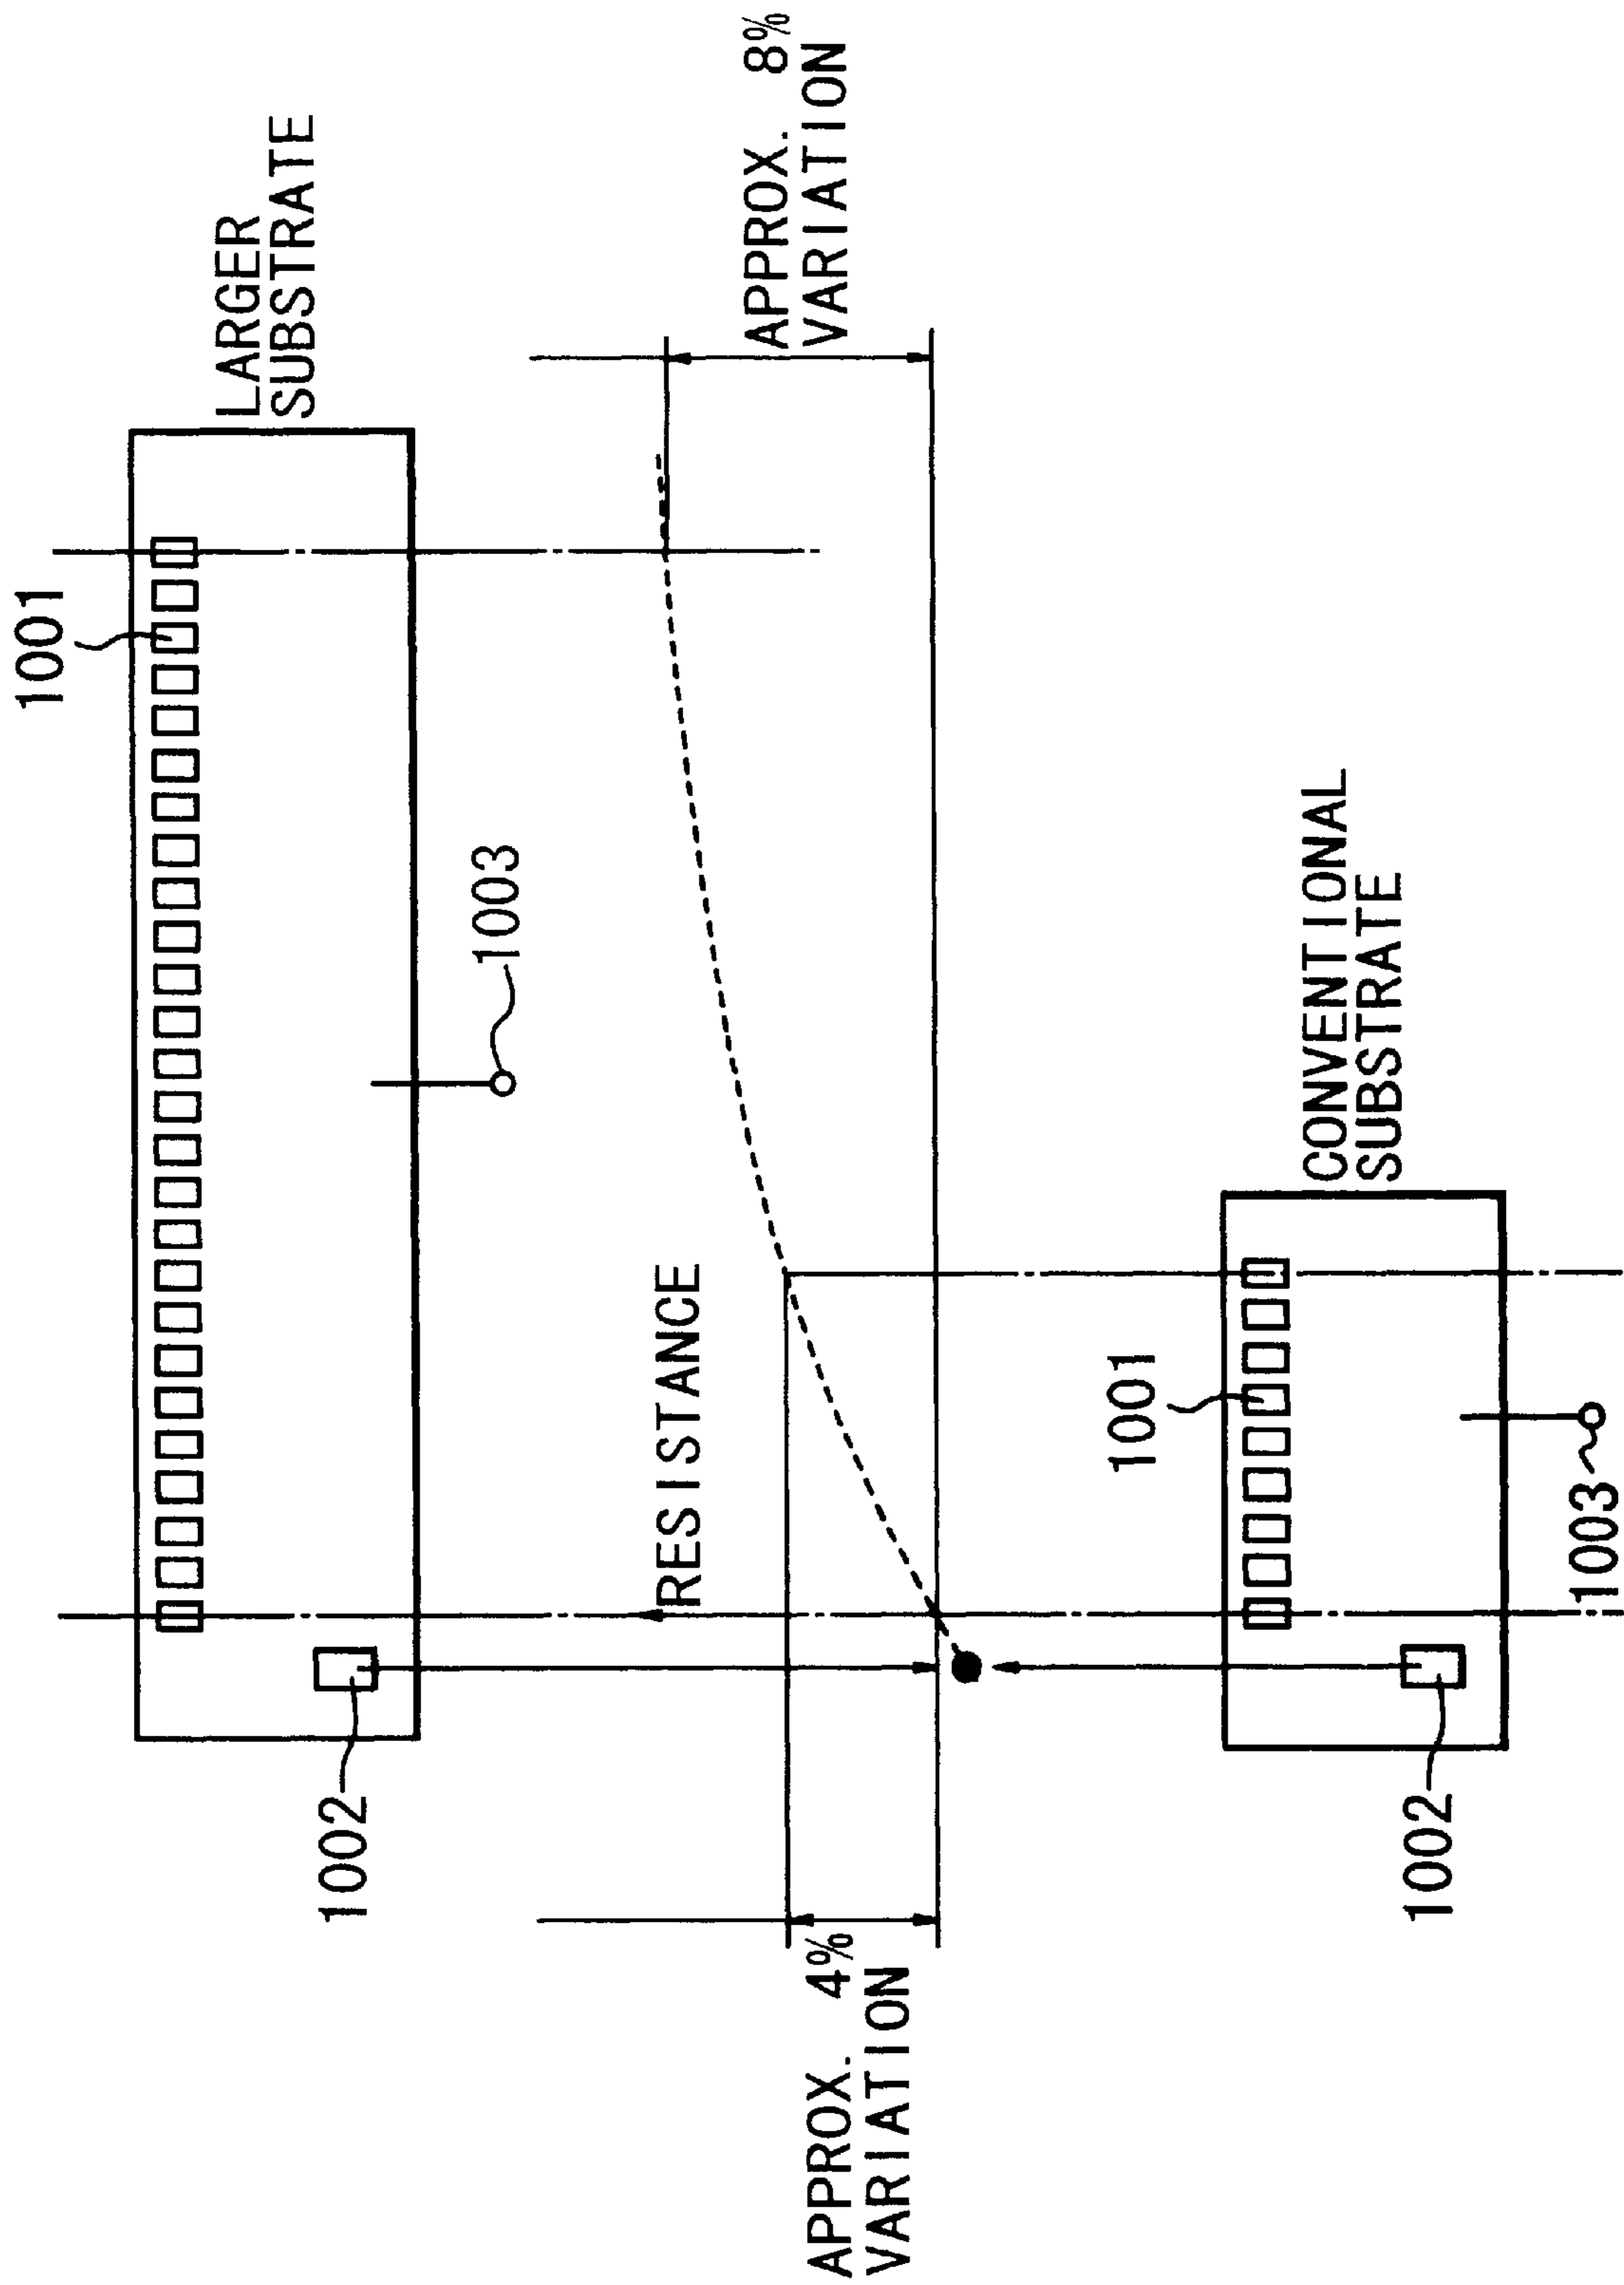 1001
LARGER
SUBSTRATE
1002
1003
RESISTANCE
APPROX. 8%
VARIATION
APPROX. 4%
VARIATION
1001
CONVENTIONAL
SUBSTRATE
1002
1003